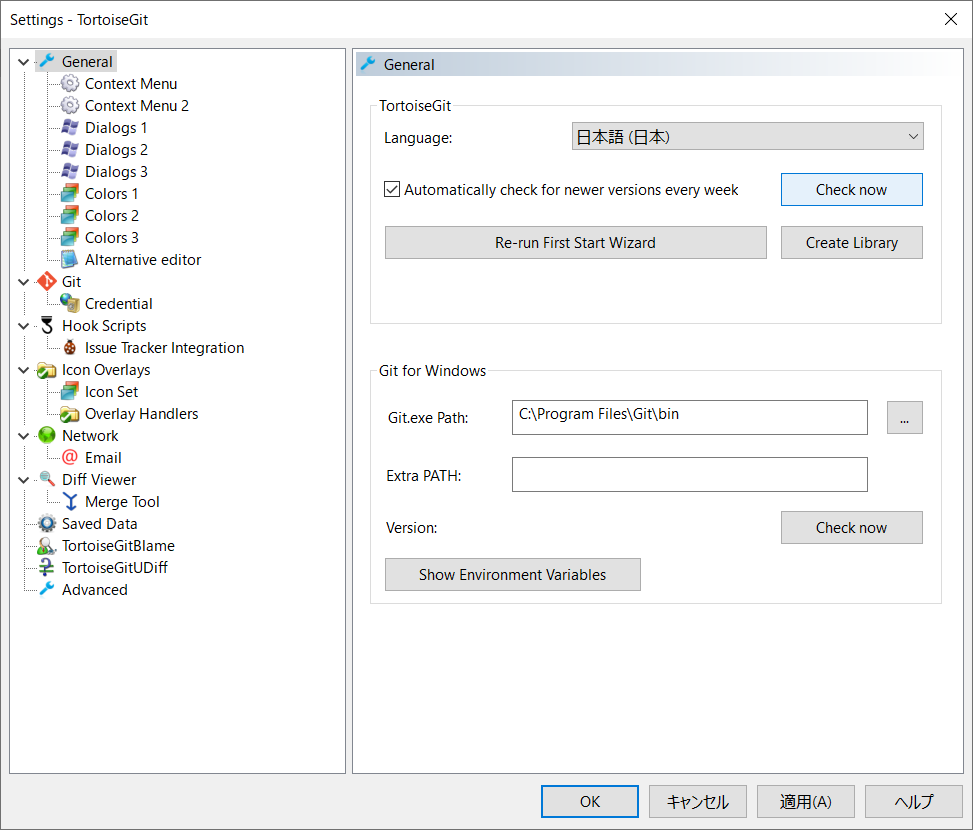 Settings - TortoiseGit
General
Context Menu
Context Menu 2
Dialogs 1
Dialogs 2
Dialogs 3
Colors 1
Colors 2
Colors 3
Alternative editor
Git
Credential
Hook Scripts
Issue Tracker Integration
Icon Overlays
Icon Set
Overlay Handlers
Network
Email
Diff Viewer
Merge Tool
Saved Data
TortoiseGitBlame
TortoiseGitUDiff
Advanced
General
TortoiseGit
Language: 日本語 (日本)
Automatically check for newer versions every week Check now
Re-run First Start Wizard Create Library
Git for Windows
Git.exe Path: C:\Program Files\Git\bin ...
Extra PATH:
Version: Check now
Show Environment Variables
OK キャンセル 適用(A) ヘルプ